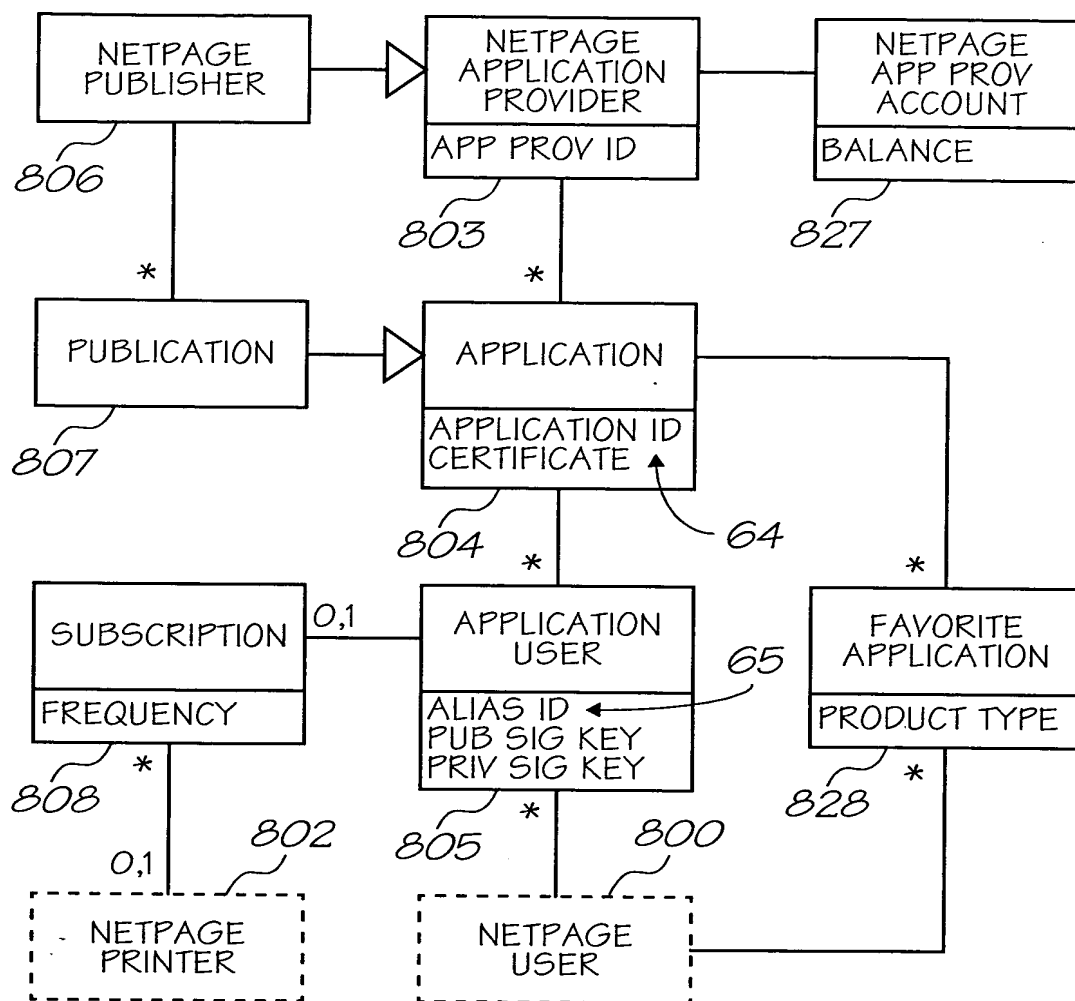 NETPAGE
PUBLISHER
806
NETPAGE
APPLICATION
PROVIDER
APP PROV ID
803
NETPAGE
APP PROV
ACCOUNT
BALANCE
827
*
*
PUBLICATION
807
APPLICATION
APPLICATION ID
CERTIFICATE
804
64
*
*
SUBSCRIPTION
FREQUENCY
808
0,1
APPLICATION
USER
ALIAS ID
PUB SIG KEY
PRIV SIG KEY
805
65
FAVORITE
APPLICATION
PRODUCT TYPE
828
*
*
*
0,1
802
NETPAGE
PRINTER
800
NETPAGE
USER